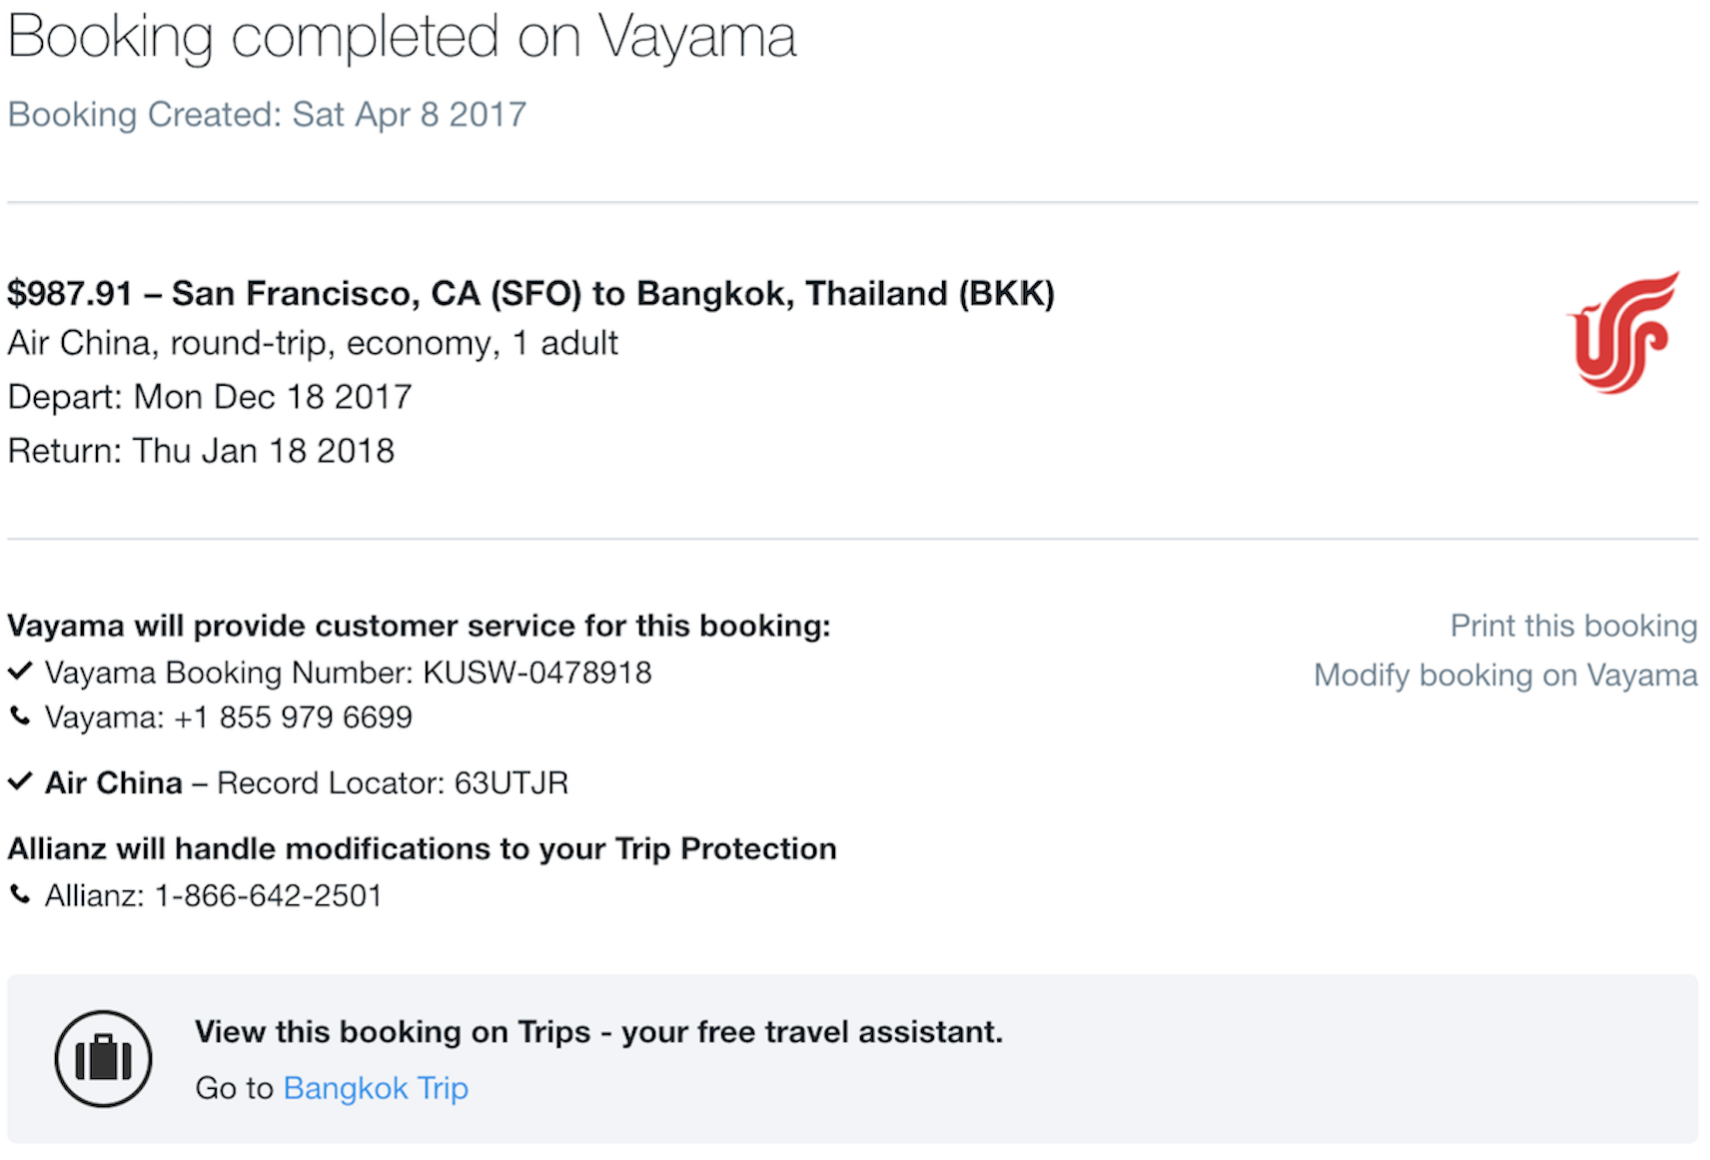 Booking completed on Vayama
Booking Created: Sat Apr 8 2017
$987.91 – San Francisco, CA (SFO) to Bangkok, Thailand (BKK)
Air China, round-trip, economy, 1 adult
Depart: Mon Dec 18 2017
Return: Thu Jan 18 2018
Vayama will provide customer service for this booking:
Print this booking
Vayama Booking Number: KUSW-0478918
Modify booking on Vayama
Vayama: +1 855 979 6699
Air China – Record Locator: 63UTJR
Allianz will handle modifications to your Trip Protection
Allianz: 1-866-642-2501
View this booking on Trips - your free travel assistant.
Go to Bangkok Trip